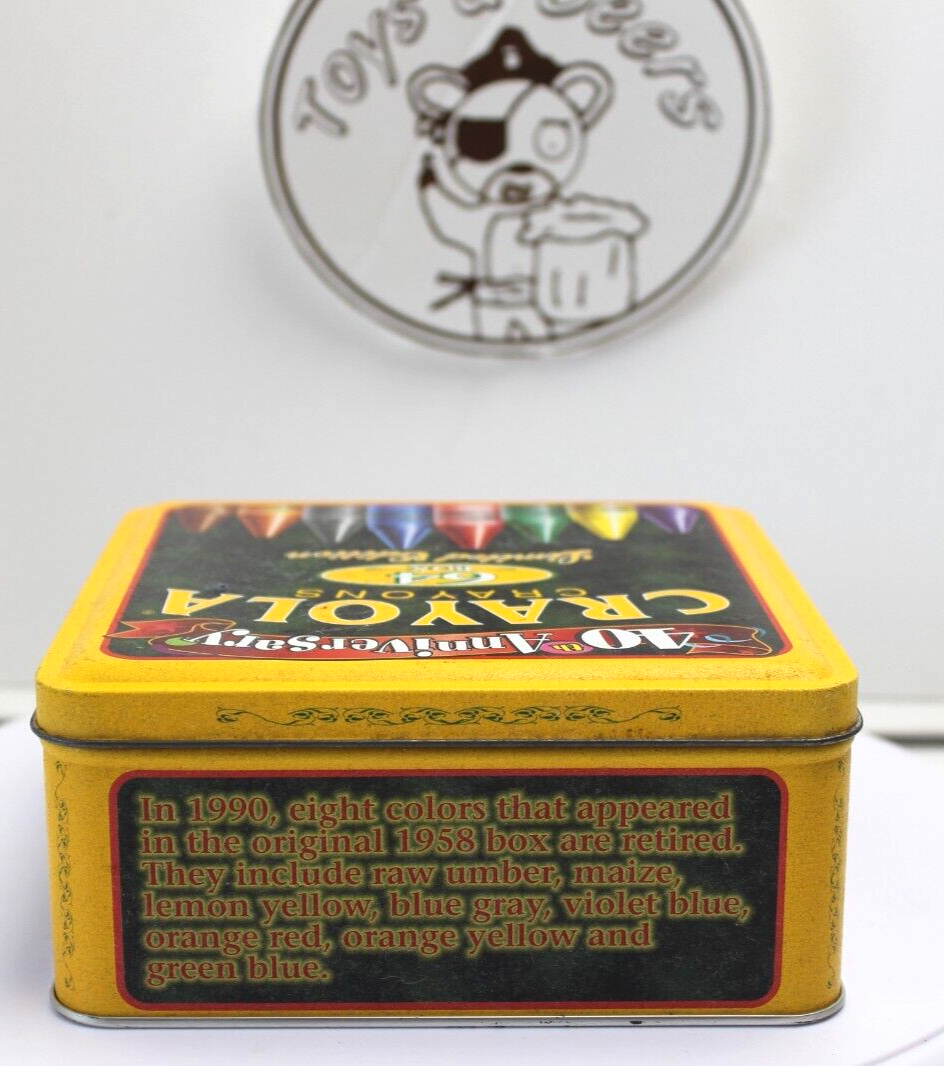 Toys & Beers
40th Anniversary
CRAYOLA
CRAYONS
64
BOX
Limited Edition
In 1990, eight colors that appeared
in the original 1958 box are retired.
They include raw umber, maize,
lemon yellow, blue gray, violet blue,
orange red, orange yellow and
green blue.